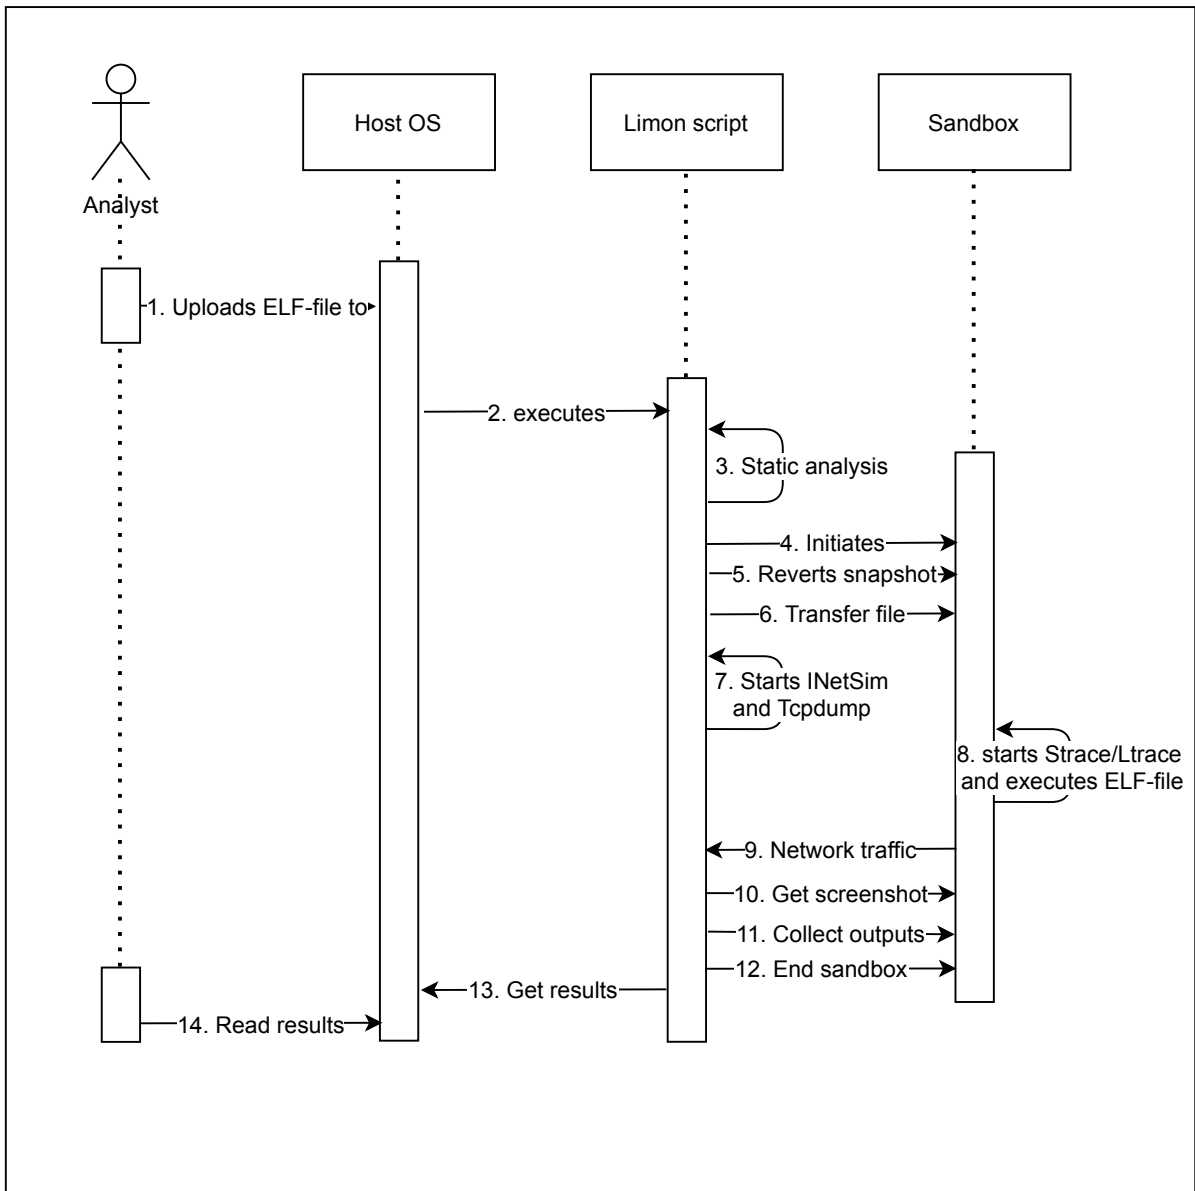 Host OS
Limon script
Sandbox
Analyst
1. Uploads ELF-file to
2. executes
3. Static analysis
4. Initiates
5. Reverts snapshot
6. Transfer file
7. Starts INetSim
and Tcpdump
8. starts Strace/Ltrace
and executes ELF-file
9. Network traffic
10. Get screenshot
11. Collect outputs
12. End sandbox
13. Get results
14. Read results